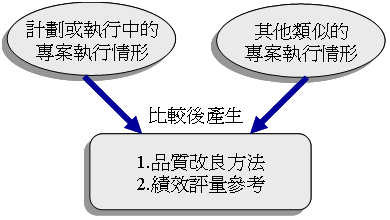 計劃或執行中的
專案執行情形
其他類似的
專案執行情形
比較後產生
1.品質改良方法
2.績效評量參考